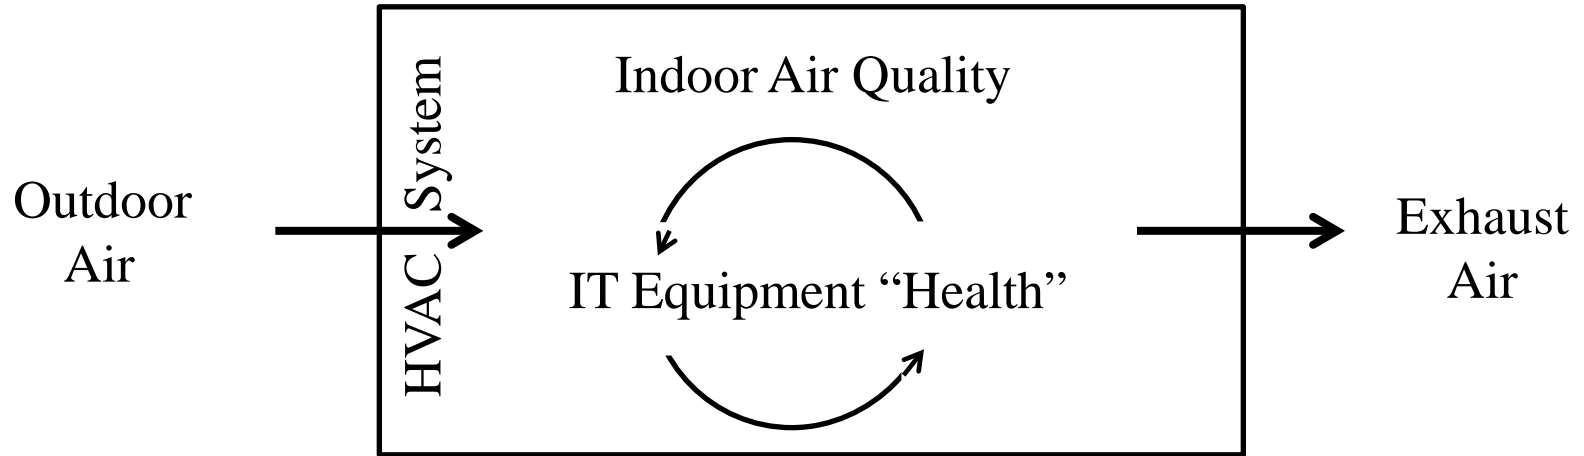 Outdoor
Air
HVAC System
Indoor Air Quality
IT Equipment “Health”
Exhaust
Air